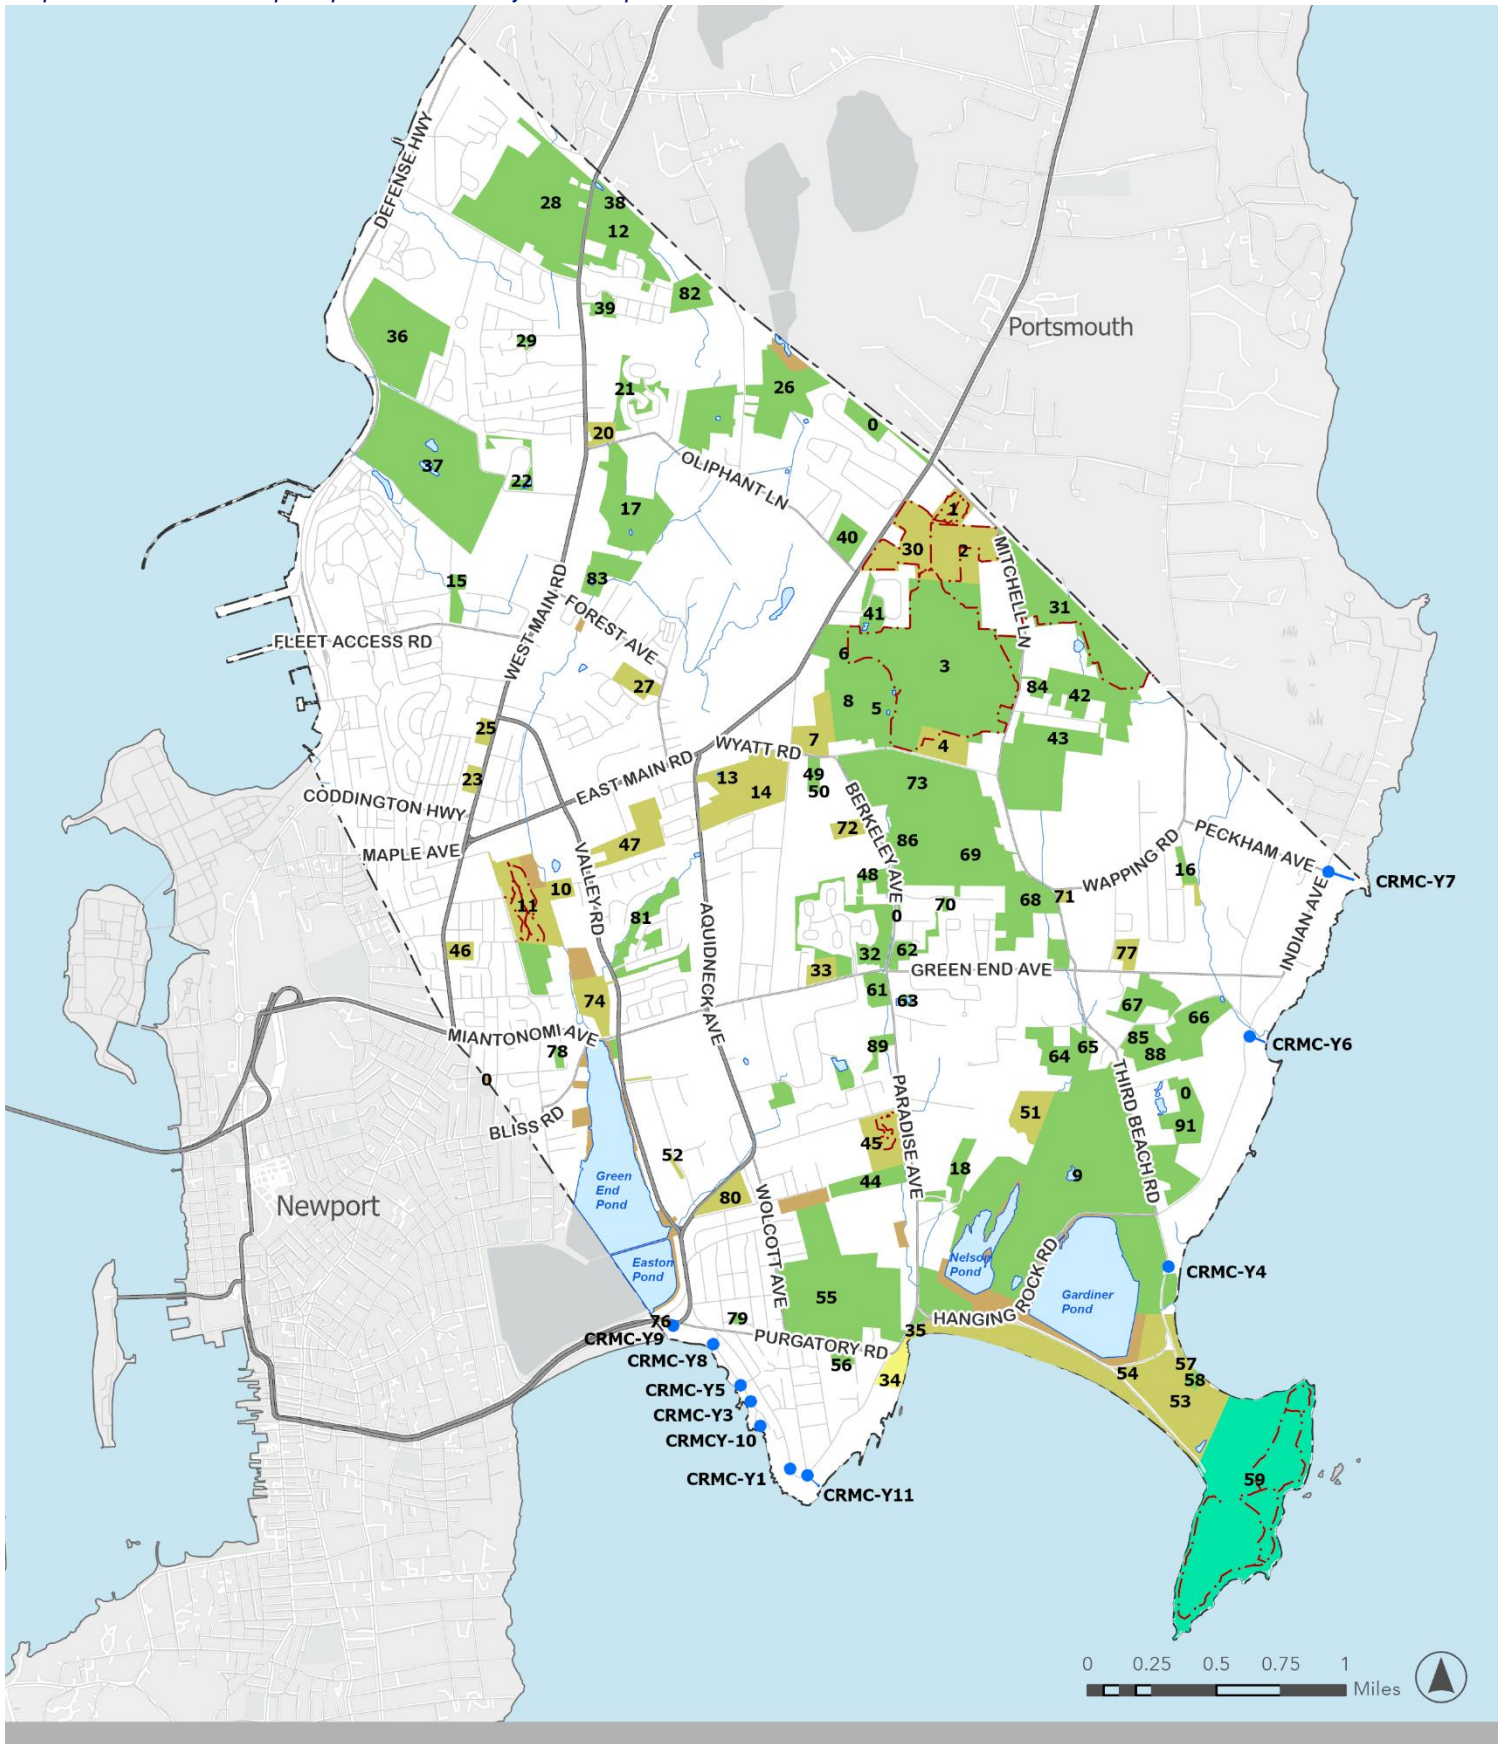 DEFENSE HWY
28
38
12
82
39
36
29
Portsmouth
21
26
0
20
37
22
OLIPHANT LN
17
40
1
30
2
MITCHELL LN
83
15
41
31
FOREST AVE
WEST MAIN RD
FLEET ACCESS RD
6
3
84
42
27
8
5
25
7
4
43
WYATT RD
EAST MAIN RD
23
13
14
49
50
73
CODDINGTON HWY
BERKELEY AVE
72
86
69
MAPLE AVE
47
VALLEY RD
PECKHAM AVE
WAPPING RD
16
CRMC-Y7
48
10
11
81
AQUIDNECK AVE
0
70
68
71
INDIAN AVE
46
32
62
77
33
GREEN END AVE
61
63
74
67
66
MIANTONOMI AVE
78
89
64
65
85
88
CRMC-Y6
0
0
THIRD BEACH RD
PARADISE AVE
BLISS RD
51
91
45
52
18
9
44
Green
End
Pond
80
WOLCOTT AVE
Newport
Nelson
Pond
HANGING ROCK RD
Gardiner
Pond
CRMC-Y4
Easton
Pond
55
76
79
35
CRMC-Y9
PURGATORY RD
CRMC-Y8
56
34
54
57
58
53
CRMC-Y5
CRMC-Y3
CRMCY-10
CRMC-Y1
CRMC-Y11
59
0 0.25 0.5 0.75 1
Miles